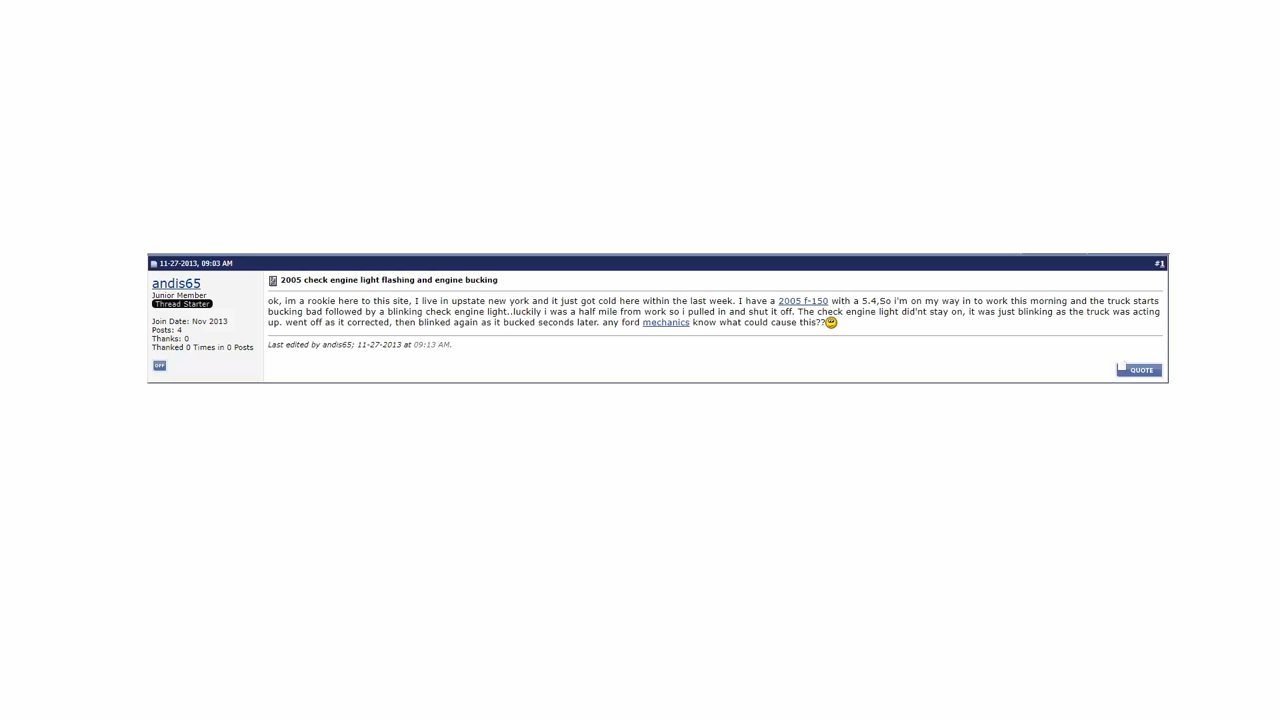 11-27-2013, 09:03 AM
#1
andis65
Junior Member
Thread Starter
Join Date: Nov 2013
Posts: 4
Thanks: 0
Thanked 0 Times in 0 Posts
OFF
2005 check engine light flashing and engine bucking
ok, im a rookie here to this site, I live in upstate new york and it just got cold here within the last week. I have a 2005 f-150 with a 5.4,So i'm on my way in to work this morning and the truck starts
bucking bad followed by a blinking check engine light..luckily i was a half mile from work so i pulled in and shut it off. The check engine light did'nt stay on, it was just blinking as the truck was acting
up. went off as it corrected, then blinked again as it bucked seconds later. any ford mechanics know what could cause this??
Last edited by andis65; 11-27-2013 at 09:13 AM.
QUOTE